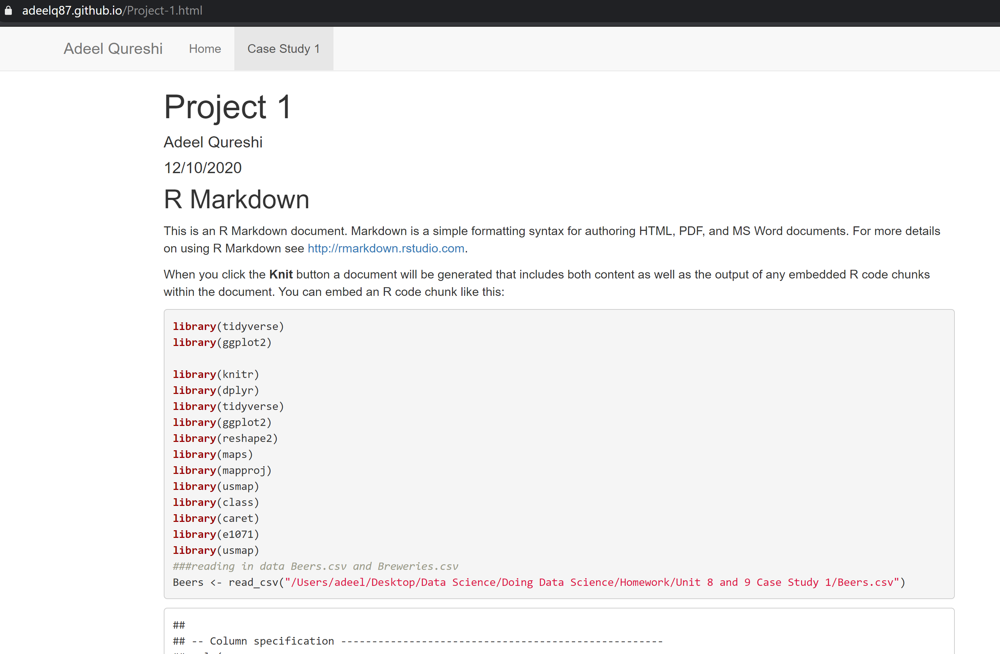 adeelq87.github.io/Project-1.html
Adeel Qureshi Home Case Study 1
Project 1
Adeel Qureshi
12/10/2020
R Markdown
This is an R Markdown document. Markdown is a simple formatting syntax for authoring HTML, PDF, and MS Word documents. For more details
on using R Markdown see http://rmarkdown.rstudio.com.
When you click the Knit button a document will be generated that includes both content as well as the output of any embedded R code chunks
within the document. You can embed an R code chunk like this:
library(tidyverse)
library(ggplot2)
library(knitr)
library(dplyr)
library(tidyverse)
library(ggplot2)
library(reshape2)
library(maps)
library(mapproj)
library(usmap)
library(class)
library(caret)
library(e1071)
library(usmap)
###reading in data Beers.csv and Breweries.csv
Beers <- read_csv("/Users/adeel/Desktop/Data Science/Doing Data Science/Homework/Unit 8 and 9 Case Study 1/Beers.csv")
##
## -- Column specification ----------------------------------------------------